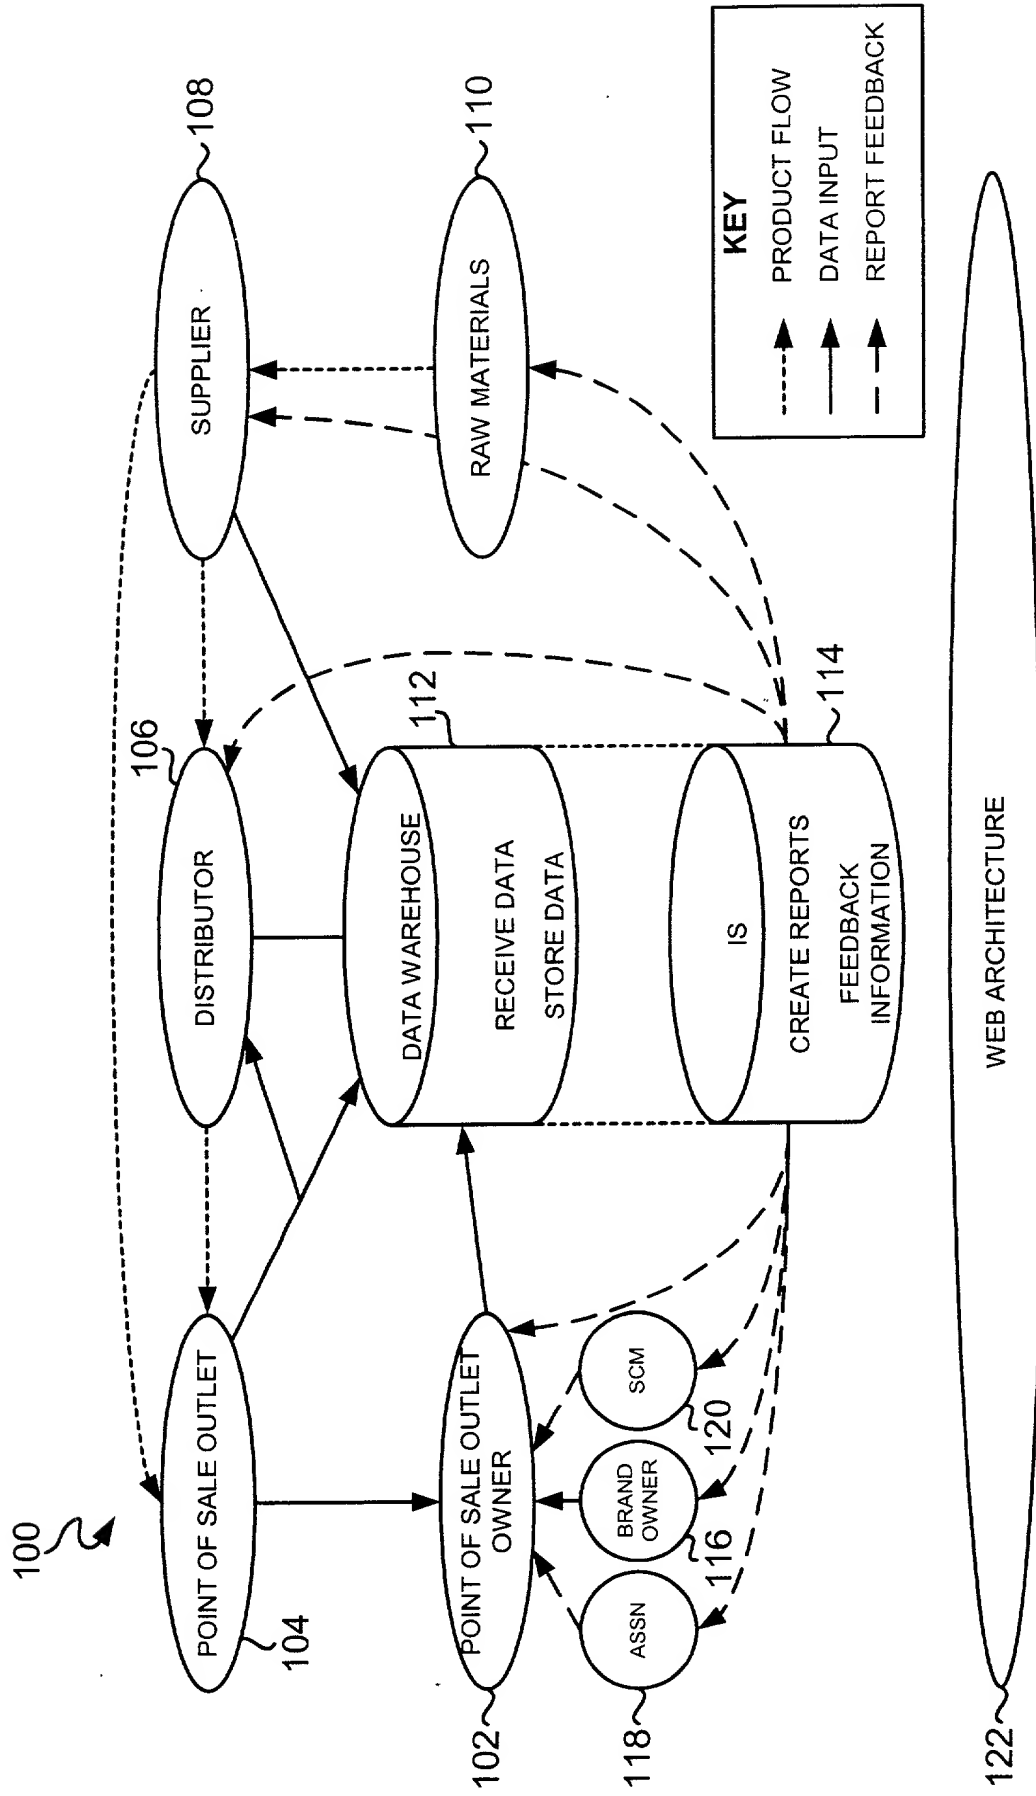 100
POINT OF SALE OUTLET
104
DISTRIBUTOR
106
SUPPLIER
108
POINT OF SALE OUTLET
OWNER
102
DATA WAREHOUSE
112
RECEIVE DATA
STORE DATA
RAW MATERIALS
110
ASSN
118
BRAND
OWNER
116
SCM
120
IS
CREATE REPORTS
FEEDBACK
INFORMATION
114
KEY
PRODUCT FLOW
DATA INPUT
REPORT FEEDBACK
WEB ARCHITECTURE
122